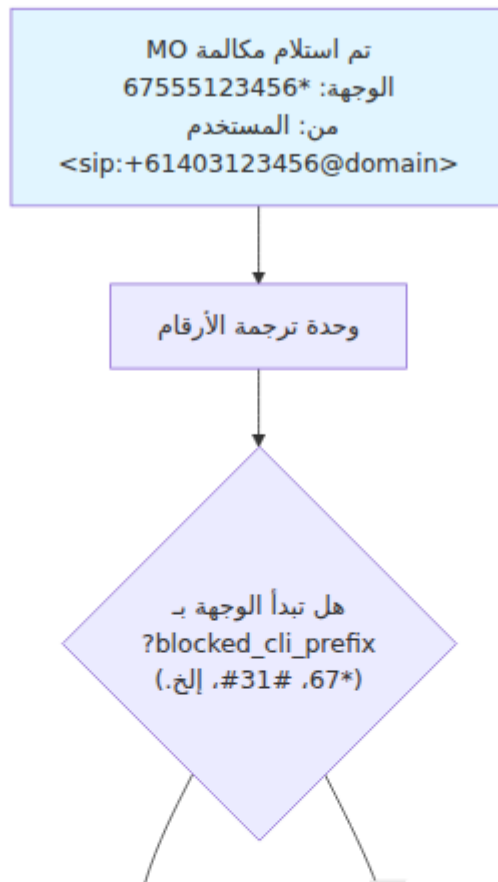 تم استلام مكالمة MO
الوجهة: *67555123456
من: المستخدم
<sip:+61403123456@domain>
وحدة ترجمة الأرقام
هل تبدأ الوجهة بـ
blocked_cli_prefix?
(*67، #31#، إلخ.)